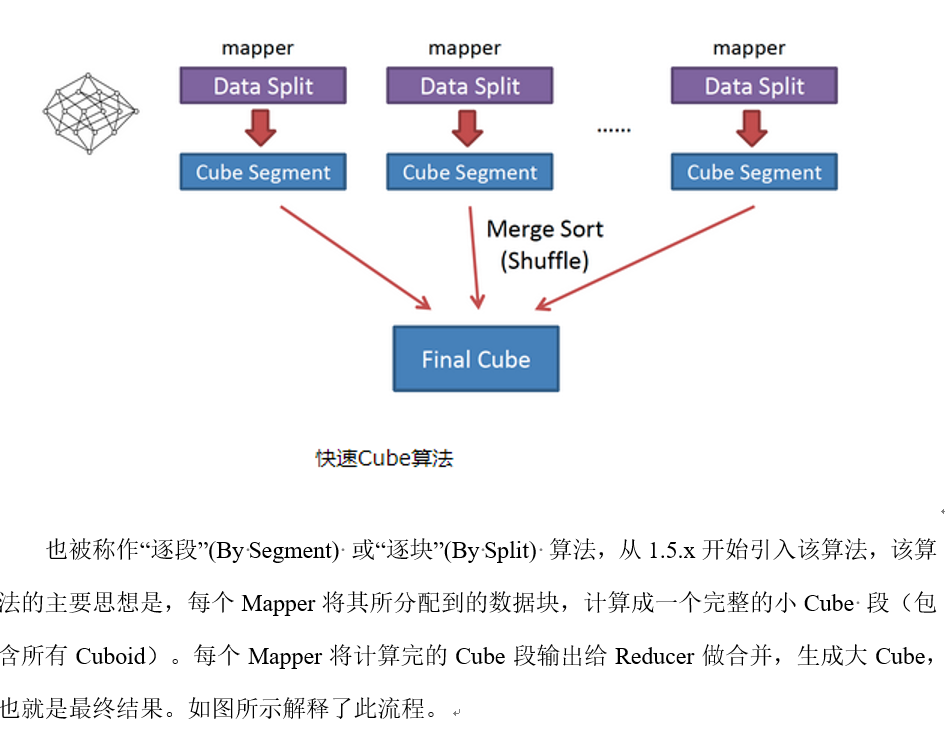 mapper mapper mapper
Data Split Data Split Data Split
......
Cube Segment Cube Segment Cube Segment
Merge Sort
(Shuffle)
Final Cube
快速Cube算法
也被称作“逐段”(By Segment) 或“逐块”(By Split) 算法，从 1.5.x 开始引入该算法，该算
法的主要思想是，每个 Mapper 将其所分配到的数据块，计算成一个完整的小 Cube 段（包
含所有 Cuboid）。每个 Mapper 将计算完的 Cube 段输出给 Reducer 做合并，生成大 Cube，
也就是最终结果。如图所示解释了此流程。